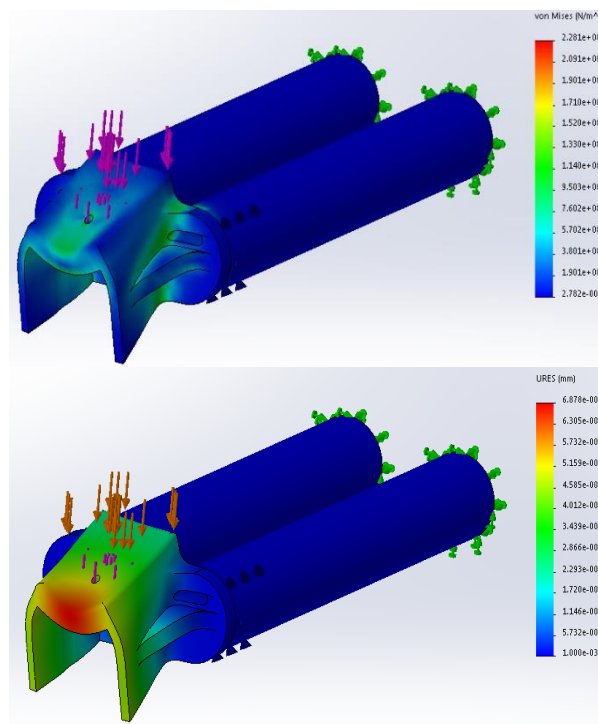 von Mises (N/m^
2.281e+00
2.091e+00
1.901e+00
1.710e+00
1.520e+00
1.330e+00
1.140e+00
9.503e+00
7.602e+00
5.702e+00
3.801e+00
1.901e+00
2.782e-00
URES (mm)
6.878e-00
6.305e-00
5.732e-00
5.159e-00
4.585e-00
4.012e-00
3.439e-00
2.866e-00
2.293e-00
1.720e-00
1.146e-00
5.732e-00
1.000e-03